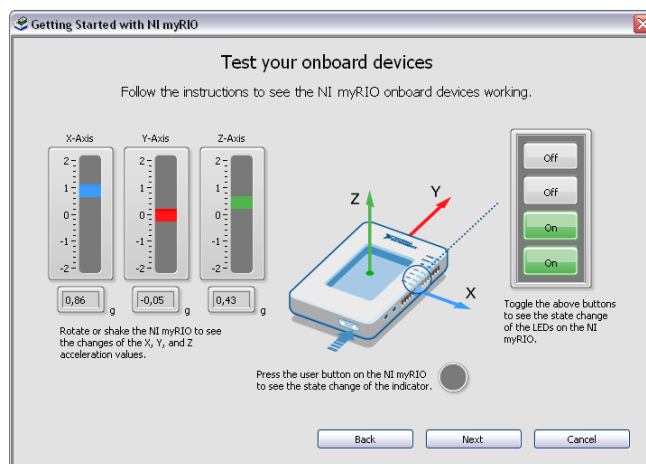 Getting Started with NI myRIO
Test your onboard devices
Follow the instructions to see the NI myRIO onboard devices working.
X-Axis Y-Axis Z-Axis
2 2 2
1 1 1
0 0 0
-1 -1 -1
-2 -2 -2
0,86 g -0,05 g 0,43 g
Rotate or shake the NI myRIO to see
the changes of the X, Y, and Z
acceleration values.
Z
Y
X
Press the user button on the NI myRIO
to see the state change of the indicator.
Off
Off
On
On
Toggle the above buttons
to see the state change
of the LEDs on the NI
myRIO.
Back Next Cancel